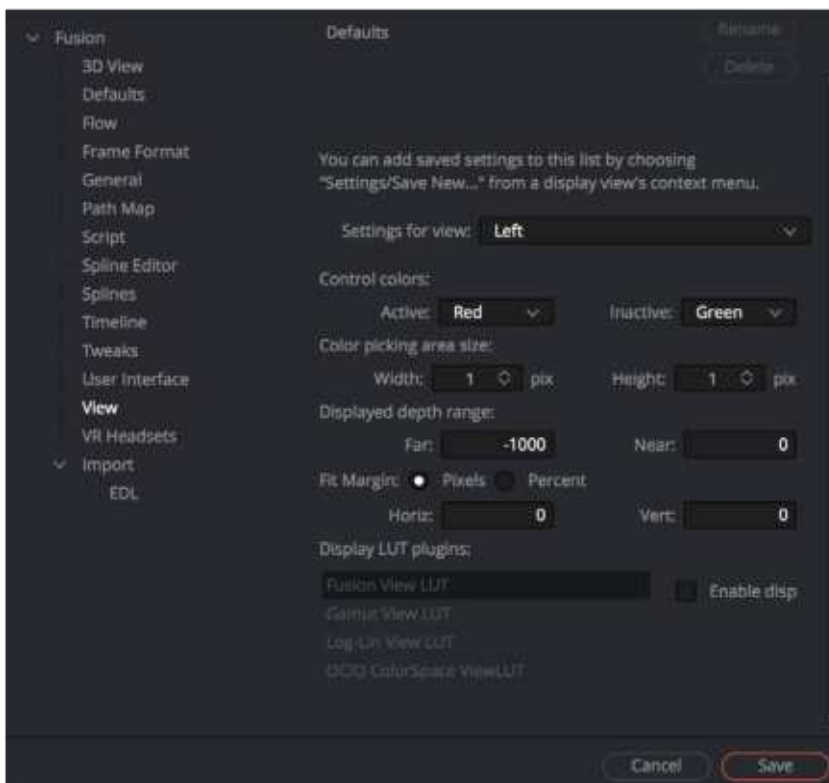 Fusion
3D View
Defaults
Flow
Frame Format
General
Path Map
Script
Spline Editor
Splines
Timeline
Tweaks
User Interface
View
VR Headsets
Import
EDL
Defaults
Rename
Delete
You can add saved settings to this list by choosing
"Settings/Save New..." from a display view's context menu.
Settings for view: Left
Control colors:
Active: Red Inactive: Green
Color picking area size:
Width: 1 pix Height: 1 pix
Displayed depth range:
Far: -1000 Near: 0
Fit Margin: Pixels Percent
Horiz: 0 Vert: 0
Display LUT plugins:
Fusion View LUT Enable disp
Gamut View LUT
Log-Lin View LUT
OCIO ColorSpace ViewLUT
Cancel Save